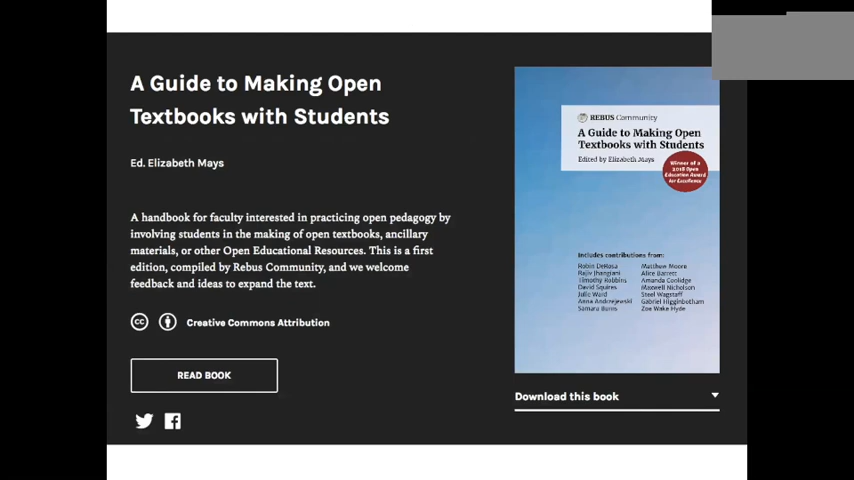 A Guide to Making Open
Textbooks with Students
Ed. Elizabeth Mays
A handbook for faculty interested in practicing open pedagogy by
involving students in the making of open textbooks, ancillary
materials, or other Open Educational Resources. This is a first
edition, compiled by Rebus Community, and we welcome
feedback and ideas to expand the text.
cc
Creative Commons Attribution
READ BOOK
REBUS Community
A Guide to Making Open
Textbooks with Students
Edited by Elizabeth Mays
Winner of a
2018 Open
Education Award
for Excellence
Includes contributions from:
Robin DeRosa
Rajiv Jhangiani
Timothy Robbins
David Squires
Julie Ward
Anna Andrzejewski
Samara Burns
Matthew Moore
Alice Barrett
Amanda Coolidge
Maxwell Nicholson
Steel Wagstaff
Gabriel Higginbotham
Zoe Wake Hyde
Download this book